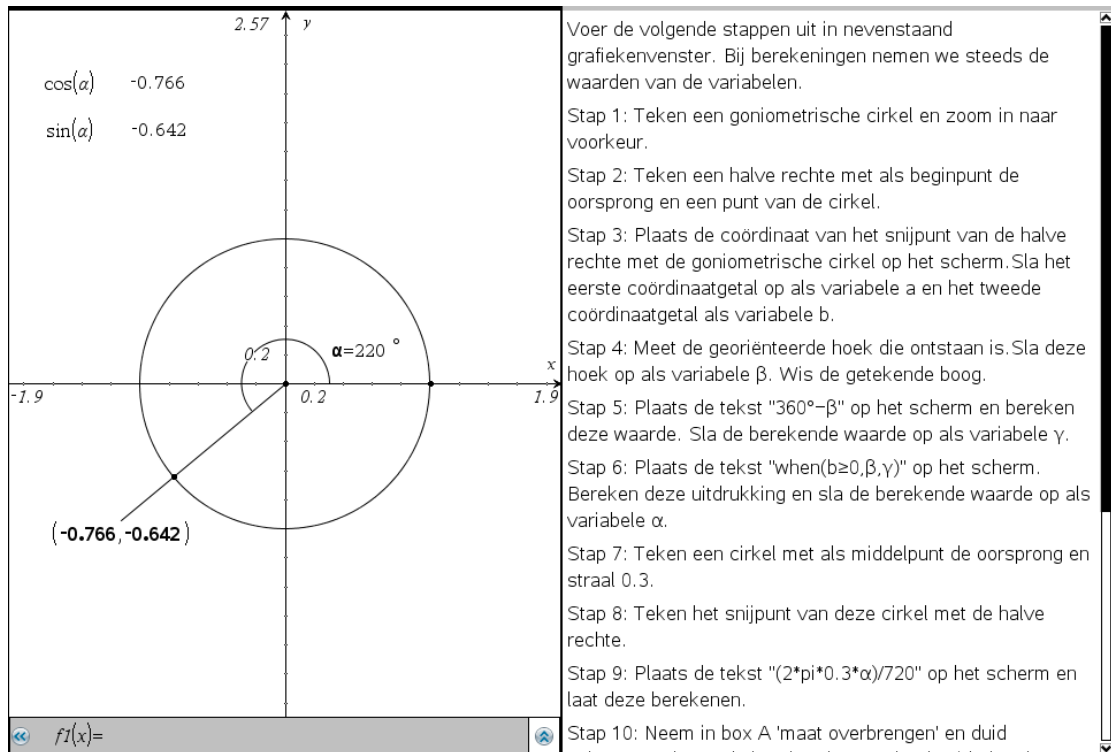 2.57
y
cos(α) -0.766
sin(α) -0.642
0.2
α=220 °
x
-1.9
0.2
1.9
(-0.766,-0.642)
f1(x)=
Voer de volgende stappen uit in nevenstaand
grafiekenvenster. Bij berekeningen nemen we steeds de
waarden van de variabelen.
Stap 1: Teken een goniometrische cirkel en zoom in naar
voorkeur.
Stap 2: Teken een halve rechte met als beginpunt de
oorsprong en een punt van de cirkel.
Stap 3: Plaats de coördinaat van het snijpunt van de halve
rechte met de goniometrische cirkel op het scherm.Sla het
eerste coördinaatgetal op als variabele a en het tweede
coördinaatgetal als variabele b.
Stap 4: Meet de georiënteerde hoek die ontstaan is.Sla deze
hoek op als variabele β. Wis de getekende boog.
Stap 5: Plaats de tekst "360°−β" op het scherm en bereken
deze waarde. Sla de berekende waarde op als variabele γ.
Stap 6: Plaats de tekst "when(b≥0,β,γ)" op het scherm.
Bereken deze uitdrukking en sla de berekende waarde op als
variabele α.
Stap 7: Teken een cirkel met als middelpunt de oorsprong en
straal 0.3.
Stap 8: Teken het snijpunt van deze cirkel met de halve
rechte.
Stap 9: Plaats de tekst "(2*pi*0.3*α)/720" op het scherm en
laat deze berekenen.
Stap 10: Neem in box A 'maat overbrengen' en duid